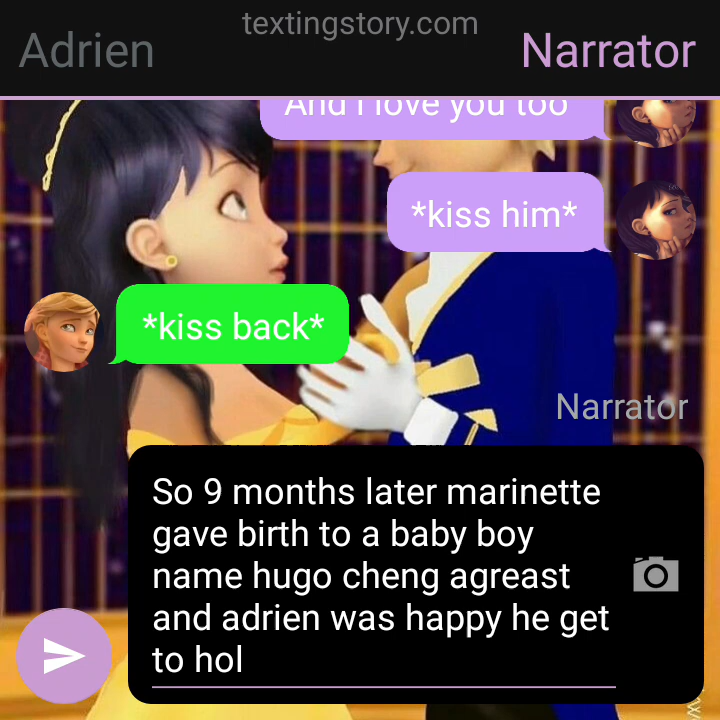 textingstory.com
Adrien
Narrator
And I love you too
*kiss him*
*kiss back*
Narrator
So 9 months later marinette
gave birth to a baby boy
name hugo cheng agreast
and adrien was happy he get
to hol